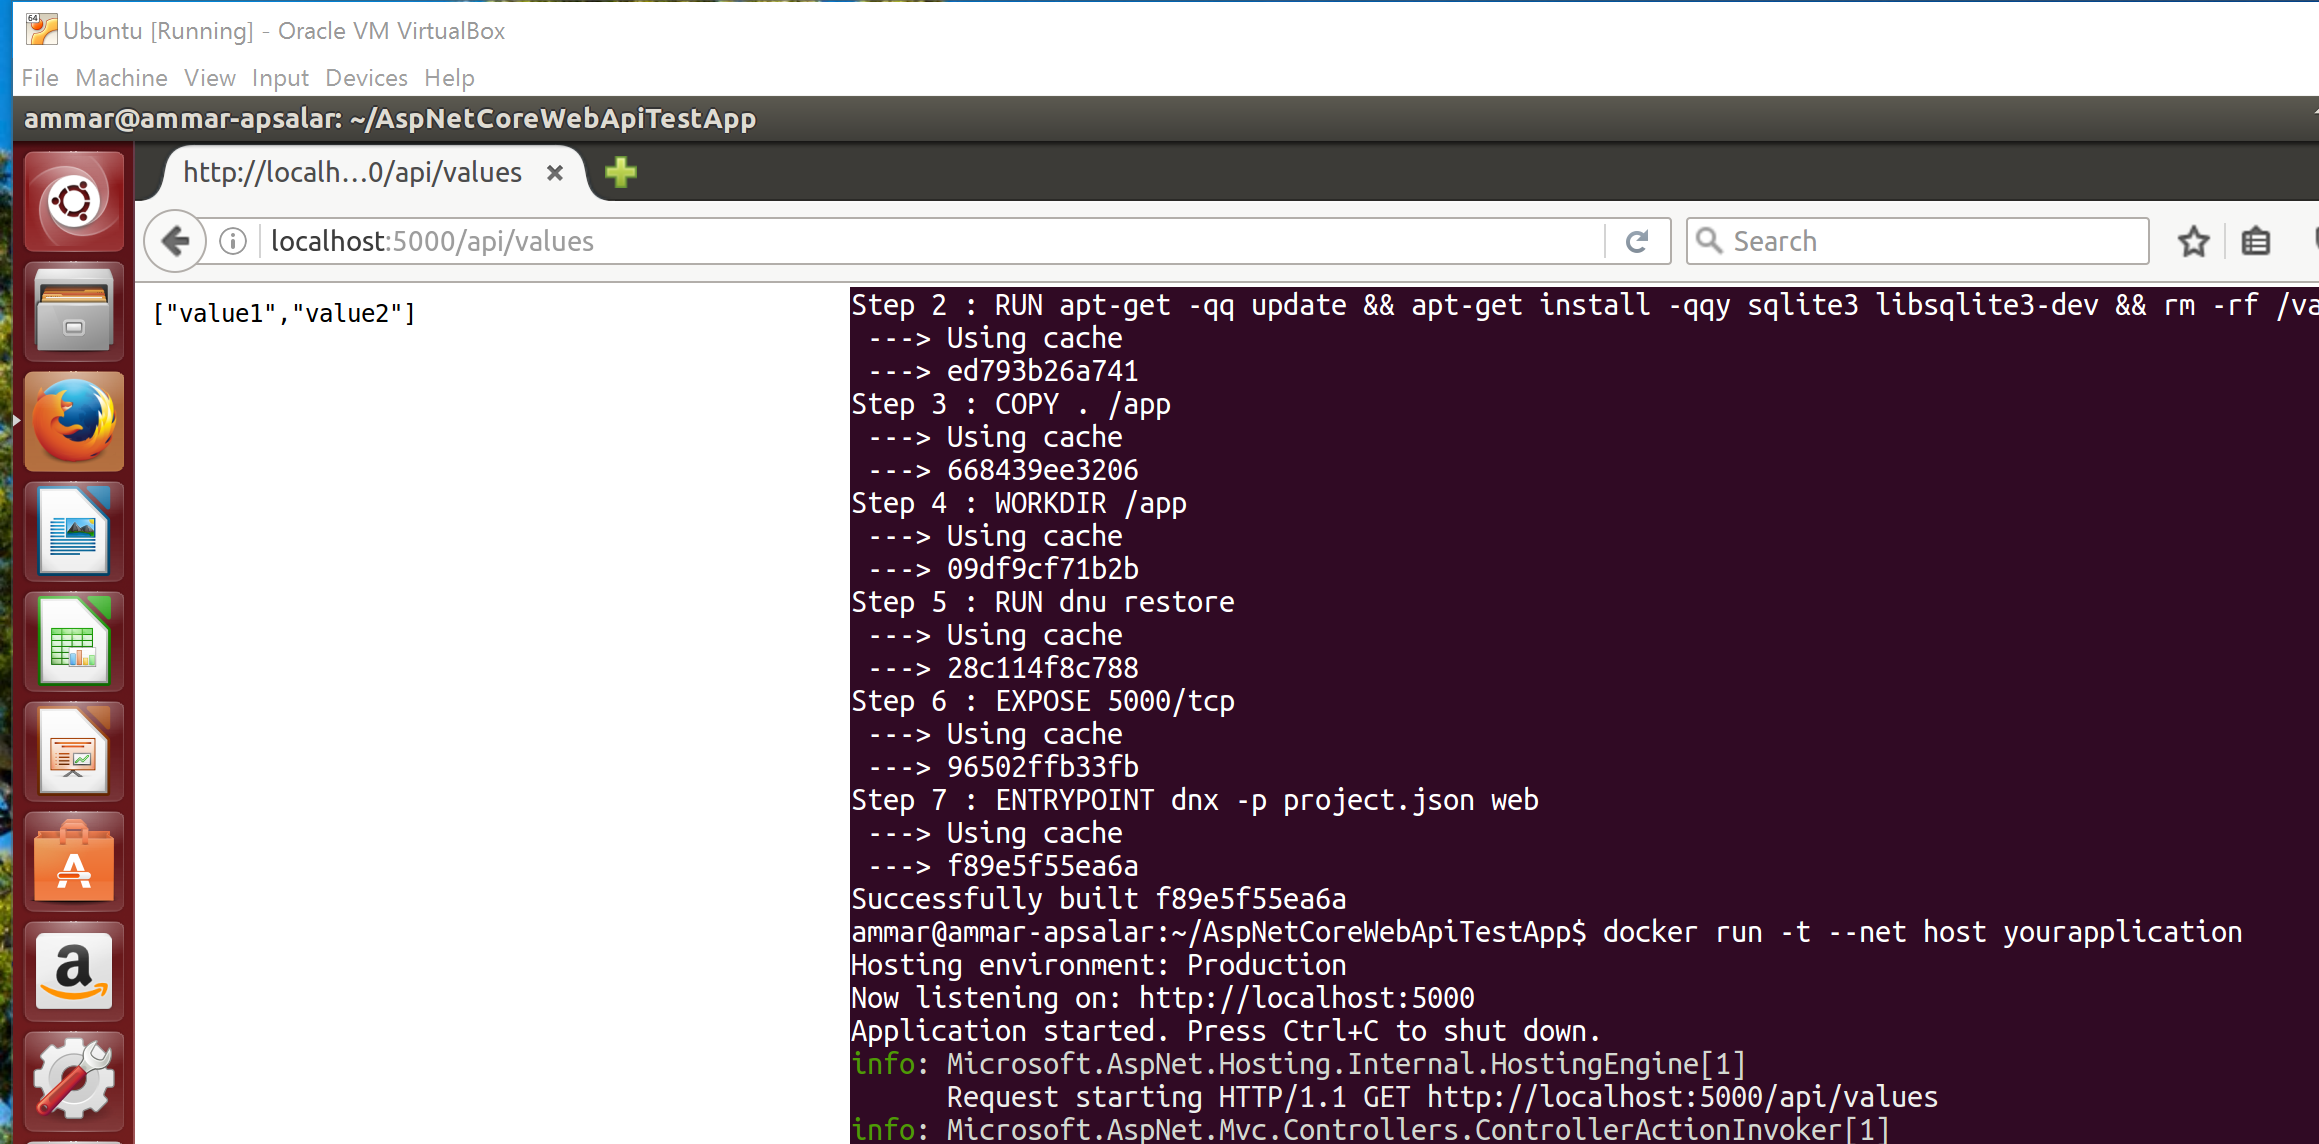 Ubuntu [Running] - Oracle VM VirtualBox
File Machine View Input Devices Help
ammar@ammar-apsalar: ~/AspNetCoreWebApiTestApp
http://localh...0/api/values
localhost:5000/api/values
Search
["value1","value2"]
Step 2 : RUN apt-get -qq update && apt-get install -qqy sqlite3 libsqlite3-dev && rm -rf
---> Using cache
---> ed793b26a741
Step 3 : COPY . /app
---> Using cache
---> 668439ee3206
Step 4 : WORKDIR /app
---> Using cache
---> 09df9cf71b2b
Step 5 : RUN dnu restore
---> Using cache
---> 28c114f8c788
Step 6 : EXPOSE 5000/tcp
---> Using cache
---> 96502ffb33fb
Step 7 : ENTRYPOINT dnx -p project.json web
---> Using cache
---> f89e5f55ea6a
Successfully built f89e5f55ea6a
ammar@ammar-apsalar:~/AspNetCoreWebApiTestApp$ docker run -t --net host yourapplication
Hosting environment: Production
Now listening on: http://localhost:5000
Application started. Press Ctrl+C to shut down.
info: Microsoft.AspNet.Hosting.Internal.HostingEngine[1]
Request starting HTTP/1.1 GET http://localhost:5000/api/values
info: Microsoft.AspNet.Mvc.Controllers.ControllerActionInvoker[1]